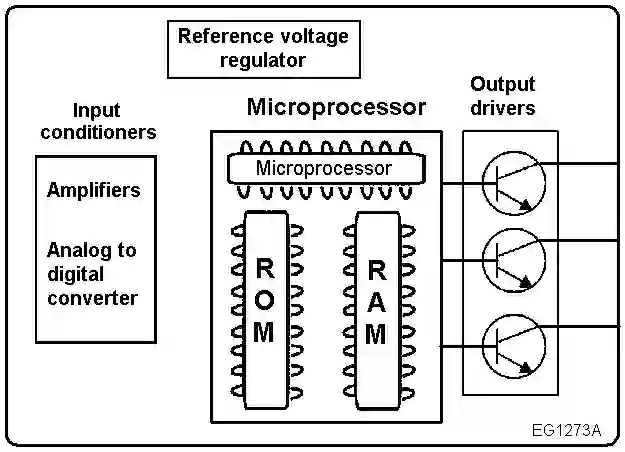 Reference voltage
regulator
Input
conditioners
Amplifiers
Analog to
digital
converter
Microprocessor
Microprocessor
ROM
RAM
Output
drivers
EG1273A